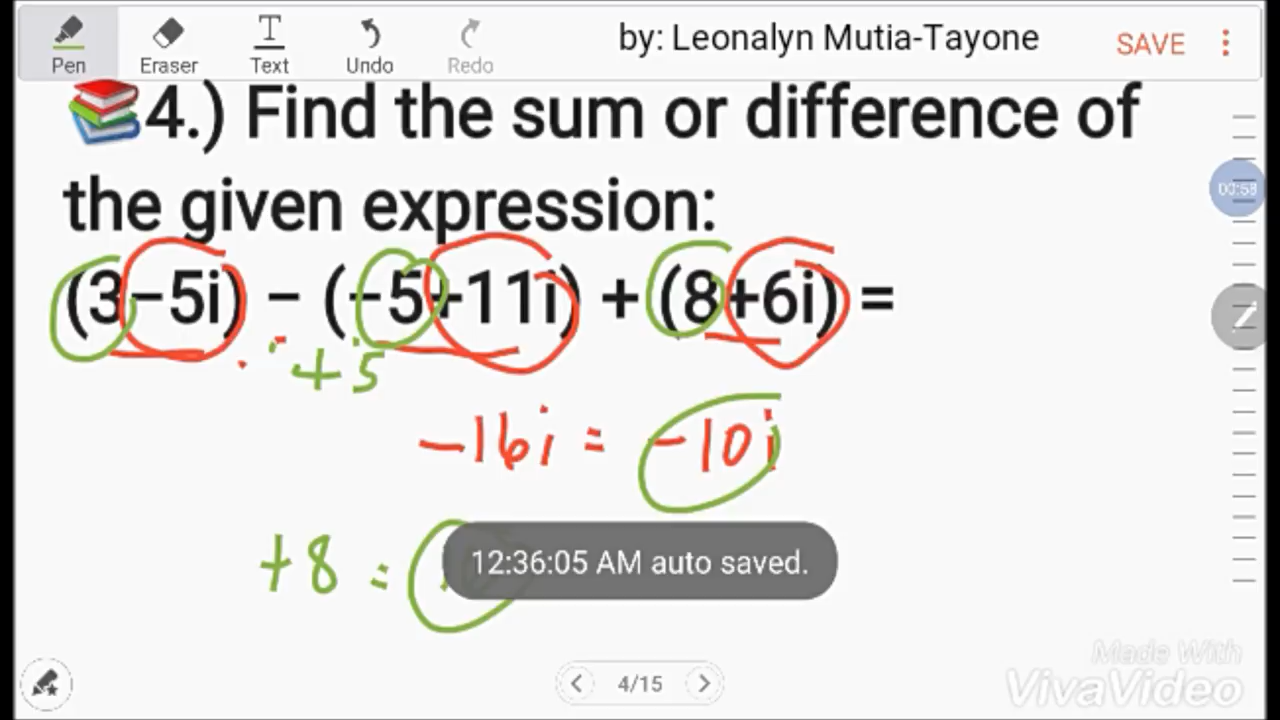 Pen Eraser Text Undo Redo by: Leonalyn Mutia-Tayone SAVE
4.) Find the sum or difference of
the given expression:
00:58
(3−5i) − (−5+11i) + (8+6i) =
+5
−16i = −10i
+8 =
12:36:05 AM auto saved.
4/15
Made With
VivaVideo